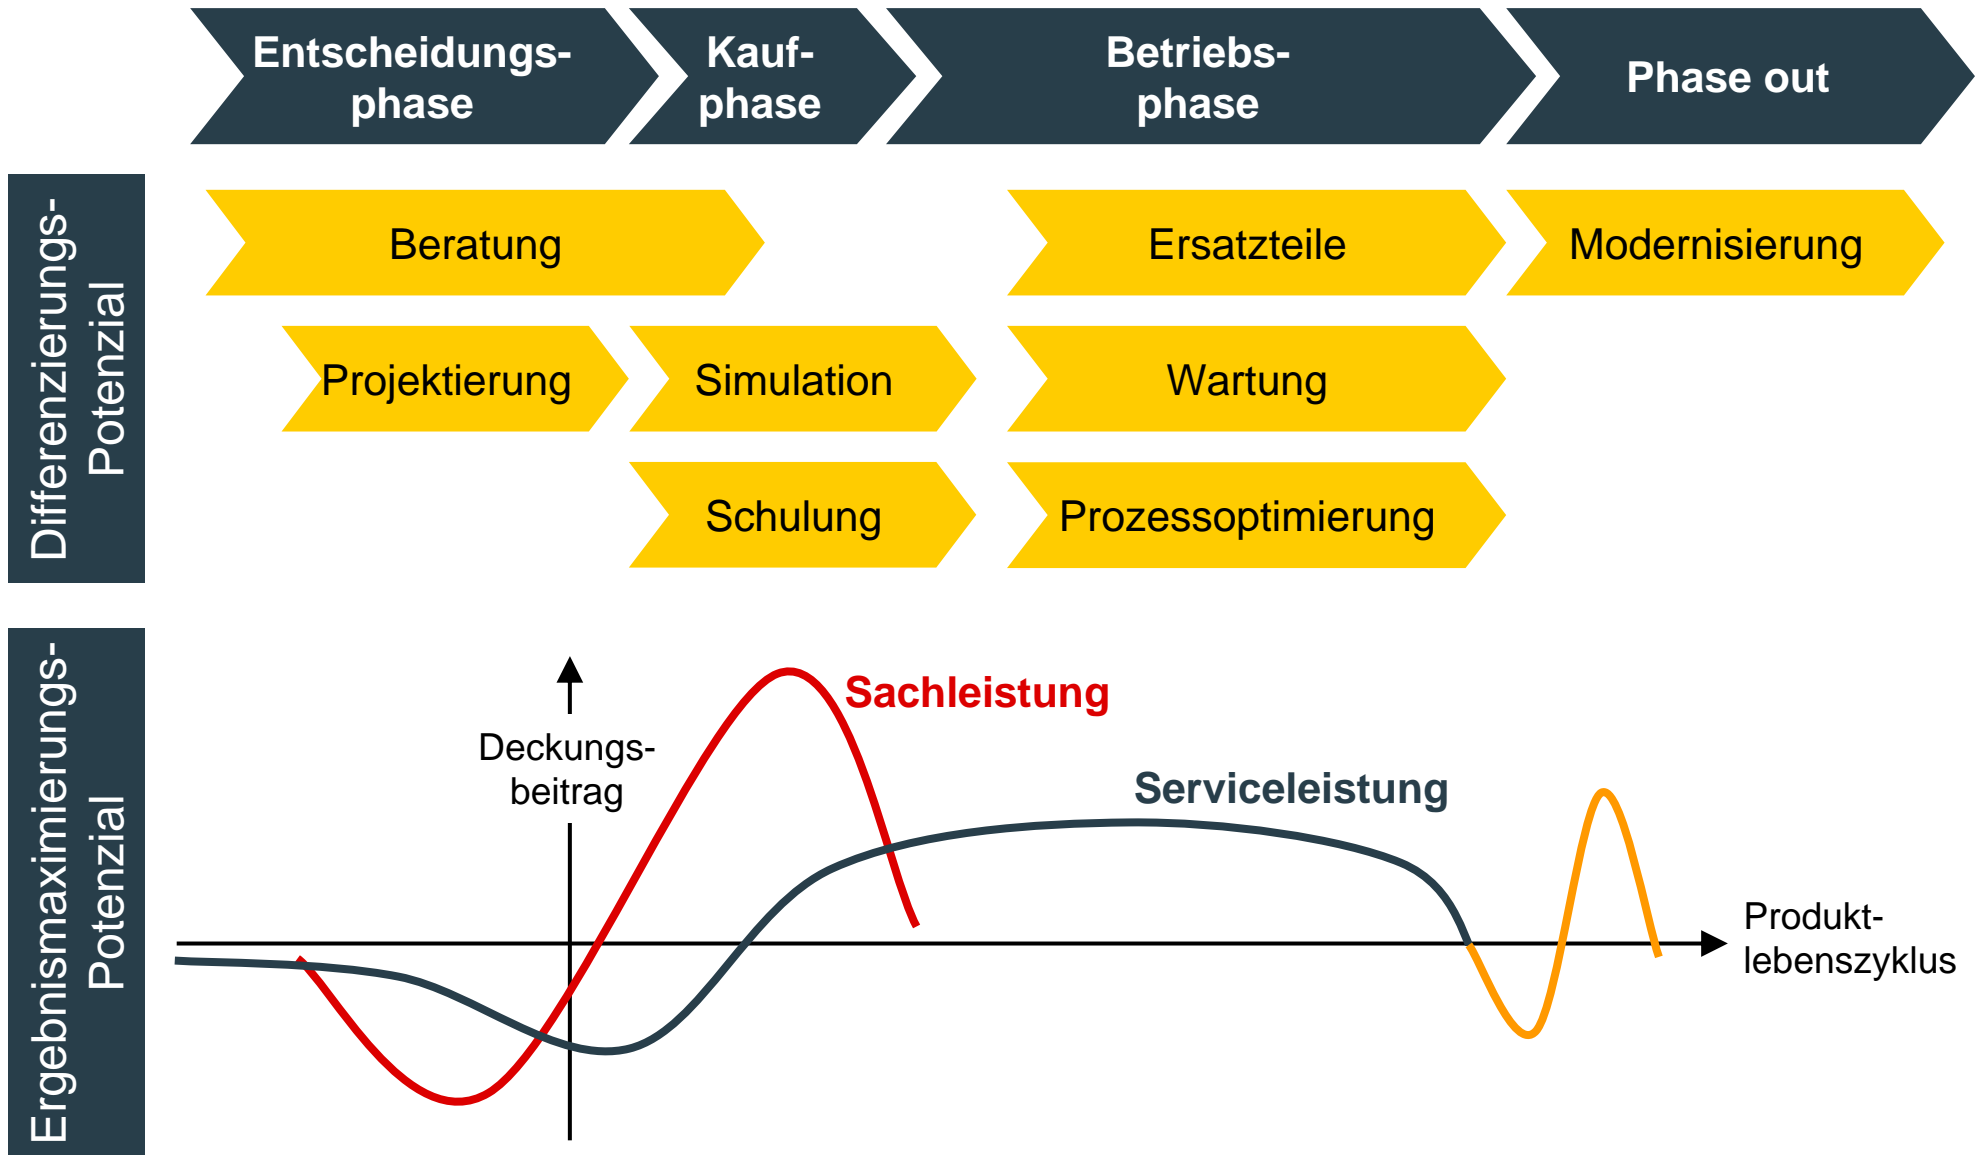 Entscheidungs-
phase
Kauf-
phase
Betriebs-
phase
Phase out
Differenzierungs-
Potenzial
Beratung
Ersatzteile
Modernisierung
Projektierung
Simulation
Wartung
Schulung
Prozessoptimierung
Ergebnismaximierungs-
Potenzial
Deckungs-
beitrag
Sachleistung
Serviceleistung
Produkt-
lebenszyklus